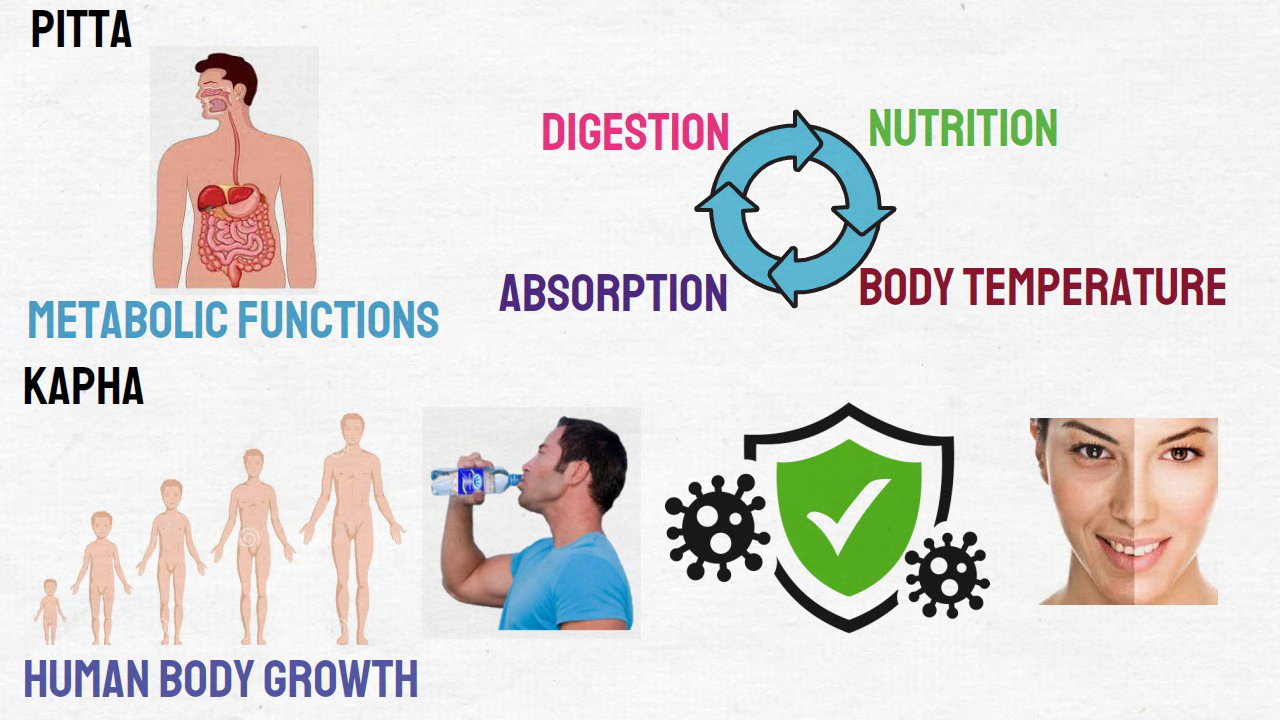 PITTA
DIGESTION
NUTRITION
ABSORPTION
BODY TEMPERATURE
METABOLIC FUNCTIONS
KAPHA
HUMAN BODY GROWTH